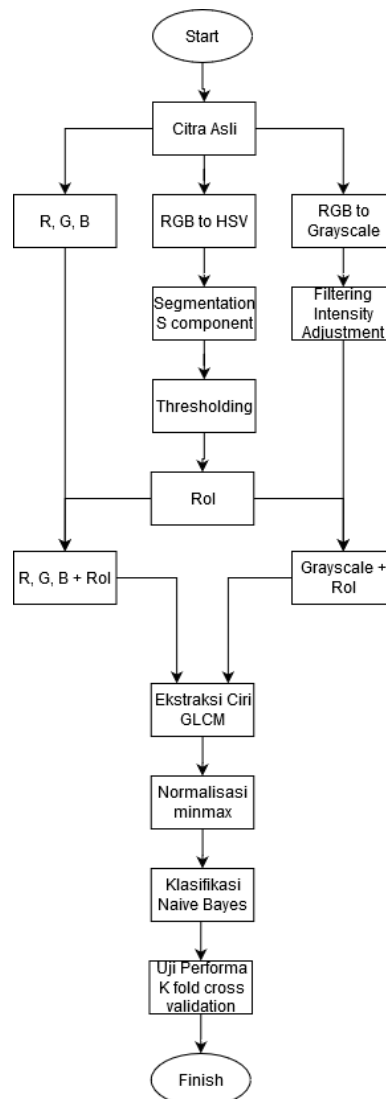 Start
Citra Asli
R, G, B
RGB to HSV
RGB to
Grayscale
Segmentation
S component
Filtering
Intensity
Adjustment
Thresholding
RoI
R, G, B + RoI
Grayscale +
RoI
Ekstraksi Ciri
GLCM
Normalisasi
minmax
Klasifikasi
Naive Bayes
Uji Performa
K fold cross
validation
Finish